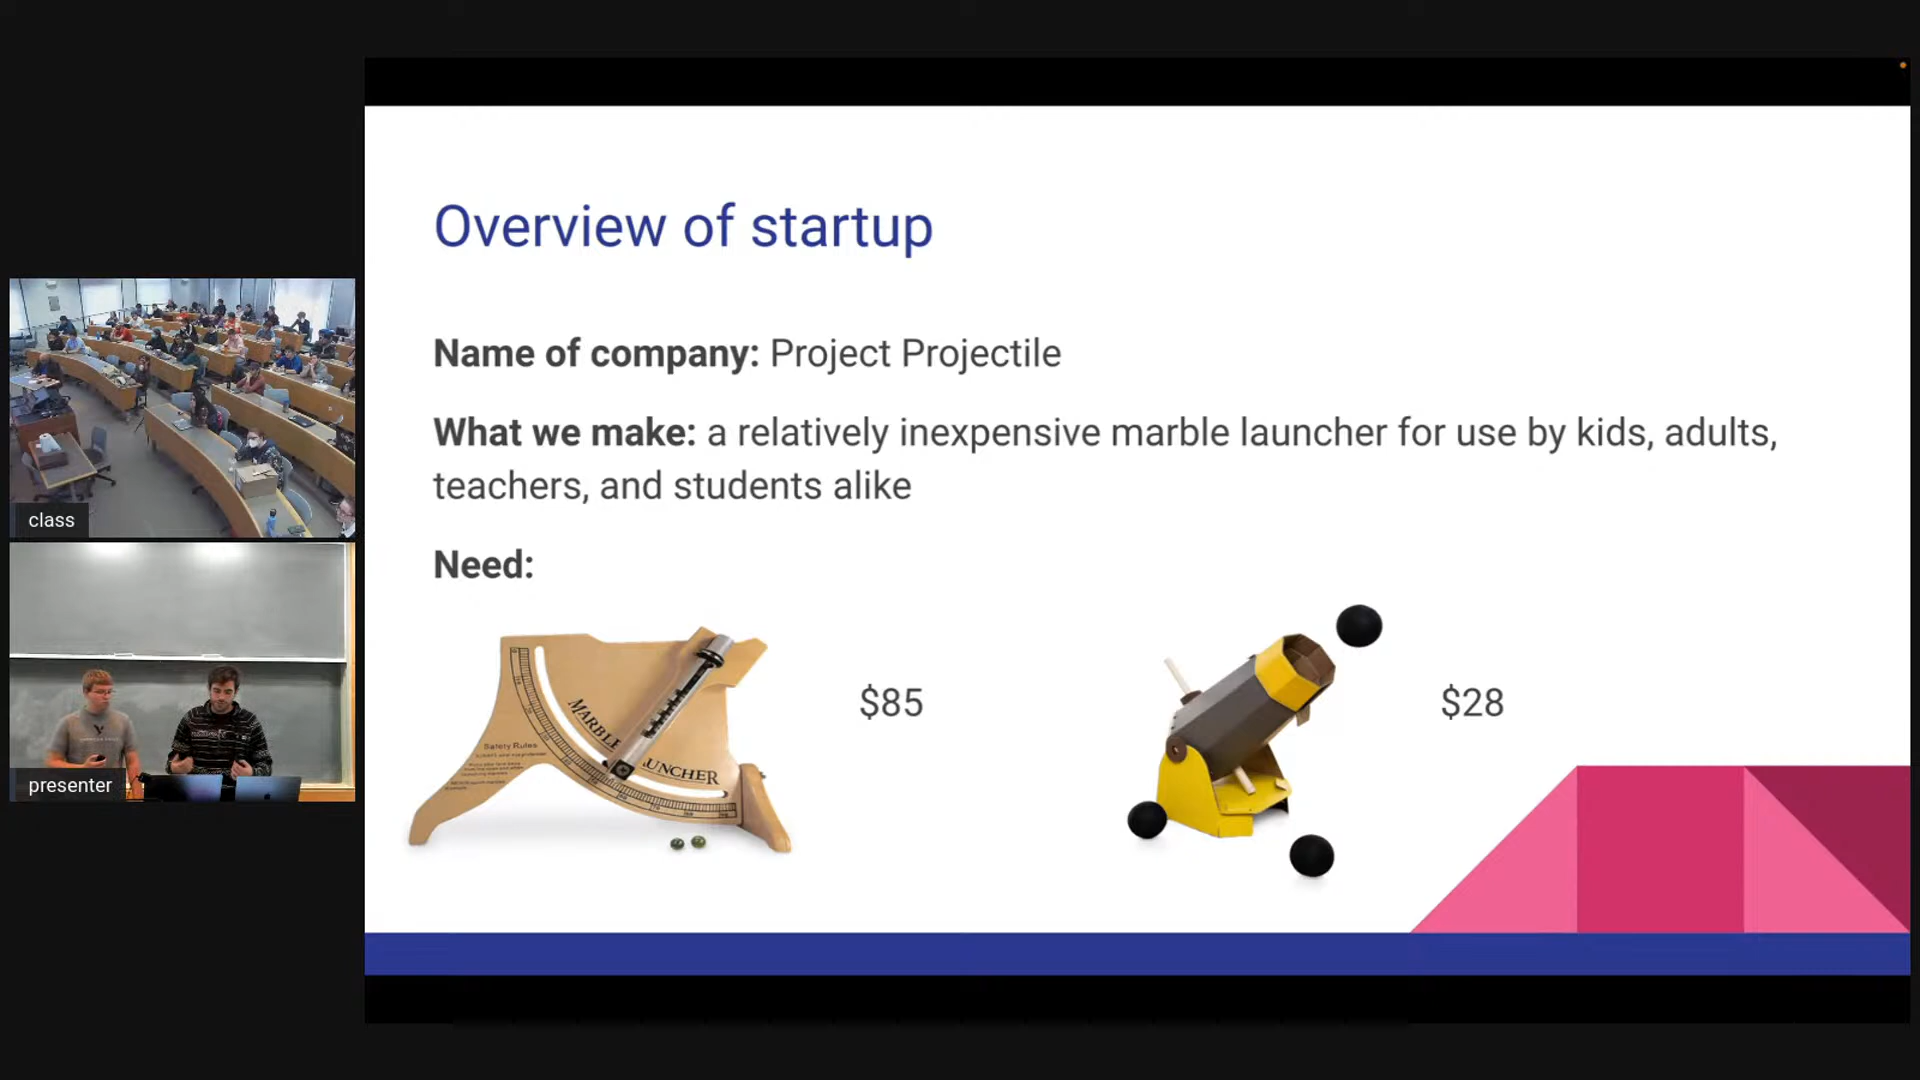 Overview of startup
Name of company: Project Projectile
What we make: a relatively inexpensive marble launcher for use by kids, adults,
teachers, and students alike
Need:
MARBLE
UNCHER
Safety Rules
$85
$28
class
presenter